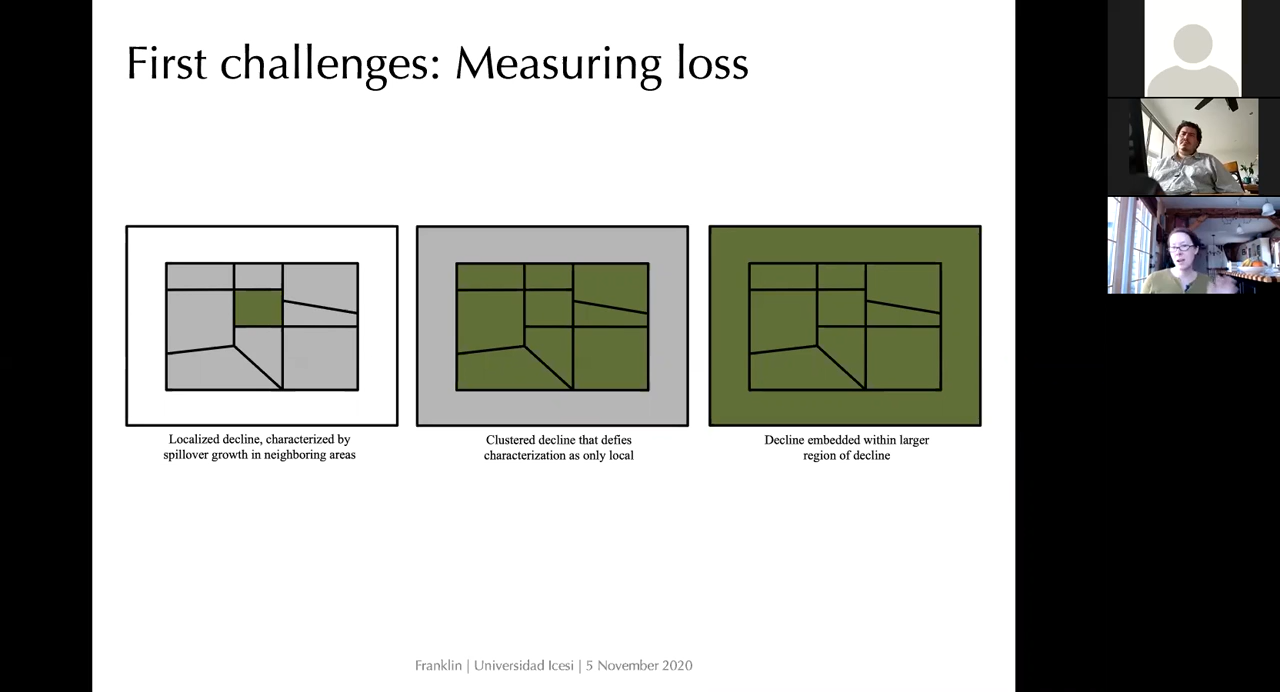 First challenges: Measuring loss
Localized decline, characterized by
spillover growth in neighboring areas
Clustered decline that defies
characterization as only local
Decline embedded within larger
region of decline
Franklin | Universidad Icesi | 5 November 2020